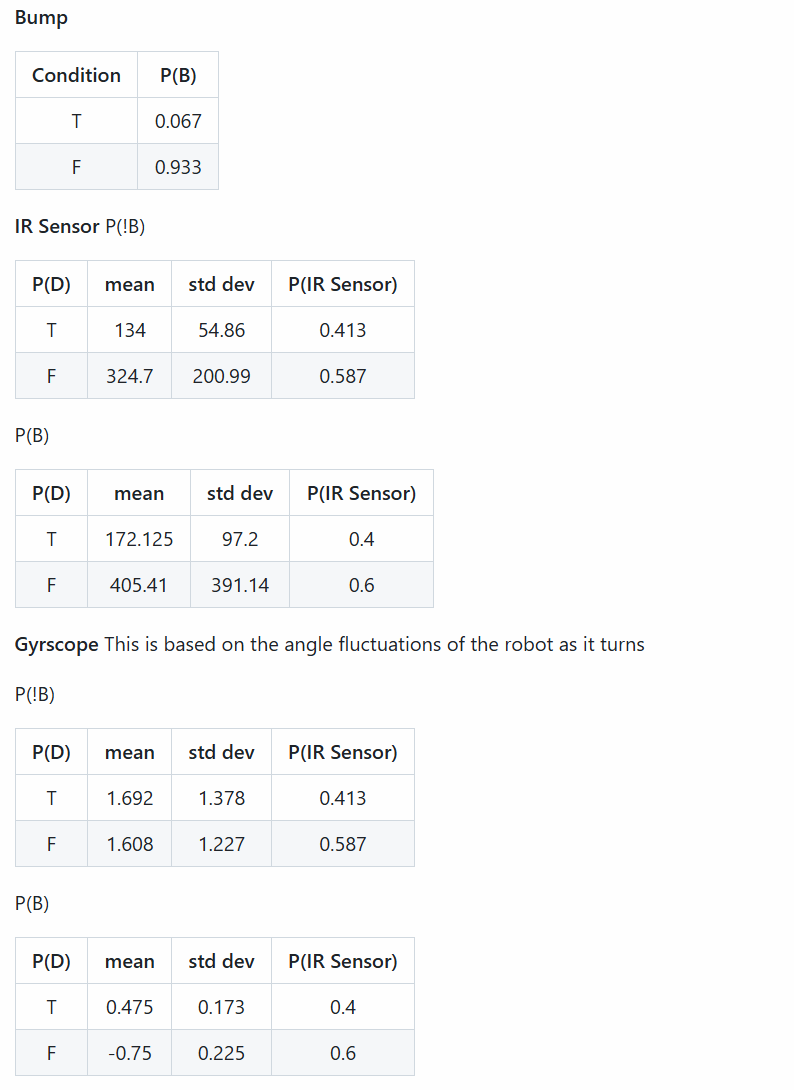 Bump
Condition P(B)
T 0.067
F 0.933
IR Sensor P(!B)
P(D) mean std dev P(IR Sensor)
T 134 54.86 0.413
F 324.7 200.99 0.587
P(B)
P(D) mean std dev P(IR Sensor)
T 172.125 97.2 0.4
F 405.41 391.14 0.6
Gyrscope This is based on the angle fluctuations of the robot as it turns
P(!B)
P(D) mean std dev P(IR Sensor)
T 1.692 1.378 0.413
F 1.608 1.227 0.587
P(B)
P(D) mean std dev P(IR Sensor)
T 0.475 0.173 0.4
F -0.75 0.225 0.6